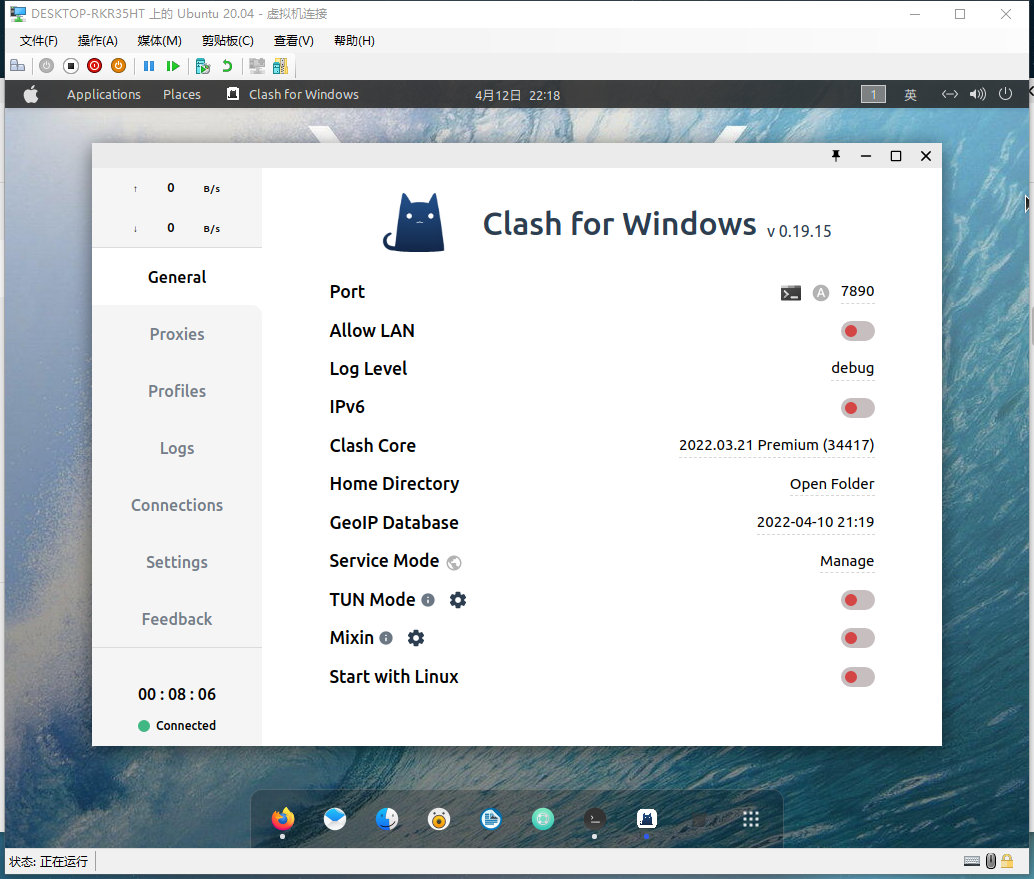 DESKTOP-RKR35HT 上的 Ubuntu 20.04 - 虚拟机连接
文件(F) 操作(A) 媒体(M) 剪贴板(C) 查看(V) 帮助(H)
Applications Places Clash for Windows 4月12日 22:18 1 英
↑ 0 B/s
↓ 0 B/s
Clash for Windows v 0.19.15
General
Proxies
Profiles
Logs
Connections
Settings
Feedback
00 : 08 : 06
Connected
Port A 7890
Allow LAN
Log Level debug
IPv6
Clash Core 2022.03.21 Premium (34417)
Home Directory Open Folder
GeoIP Database 2022-04-10 21:19
Service Mode Manage
TUN Mode
Mixin
Start with Linux
状态: 正在运行